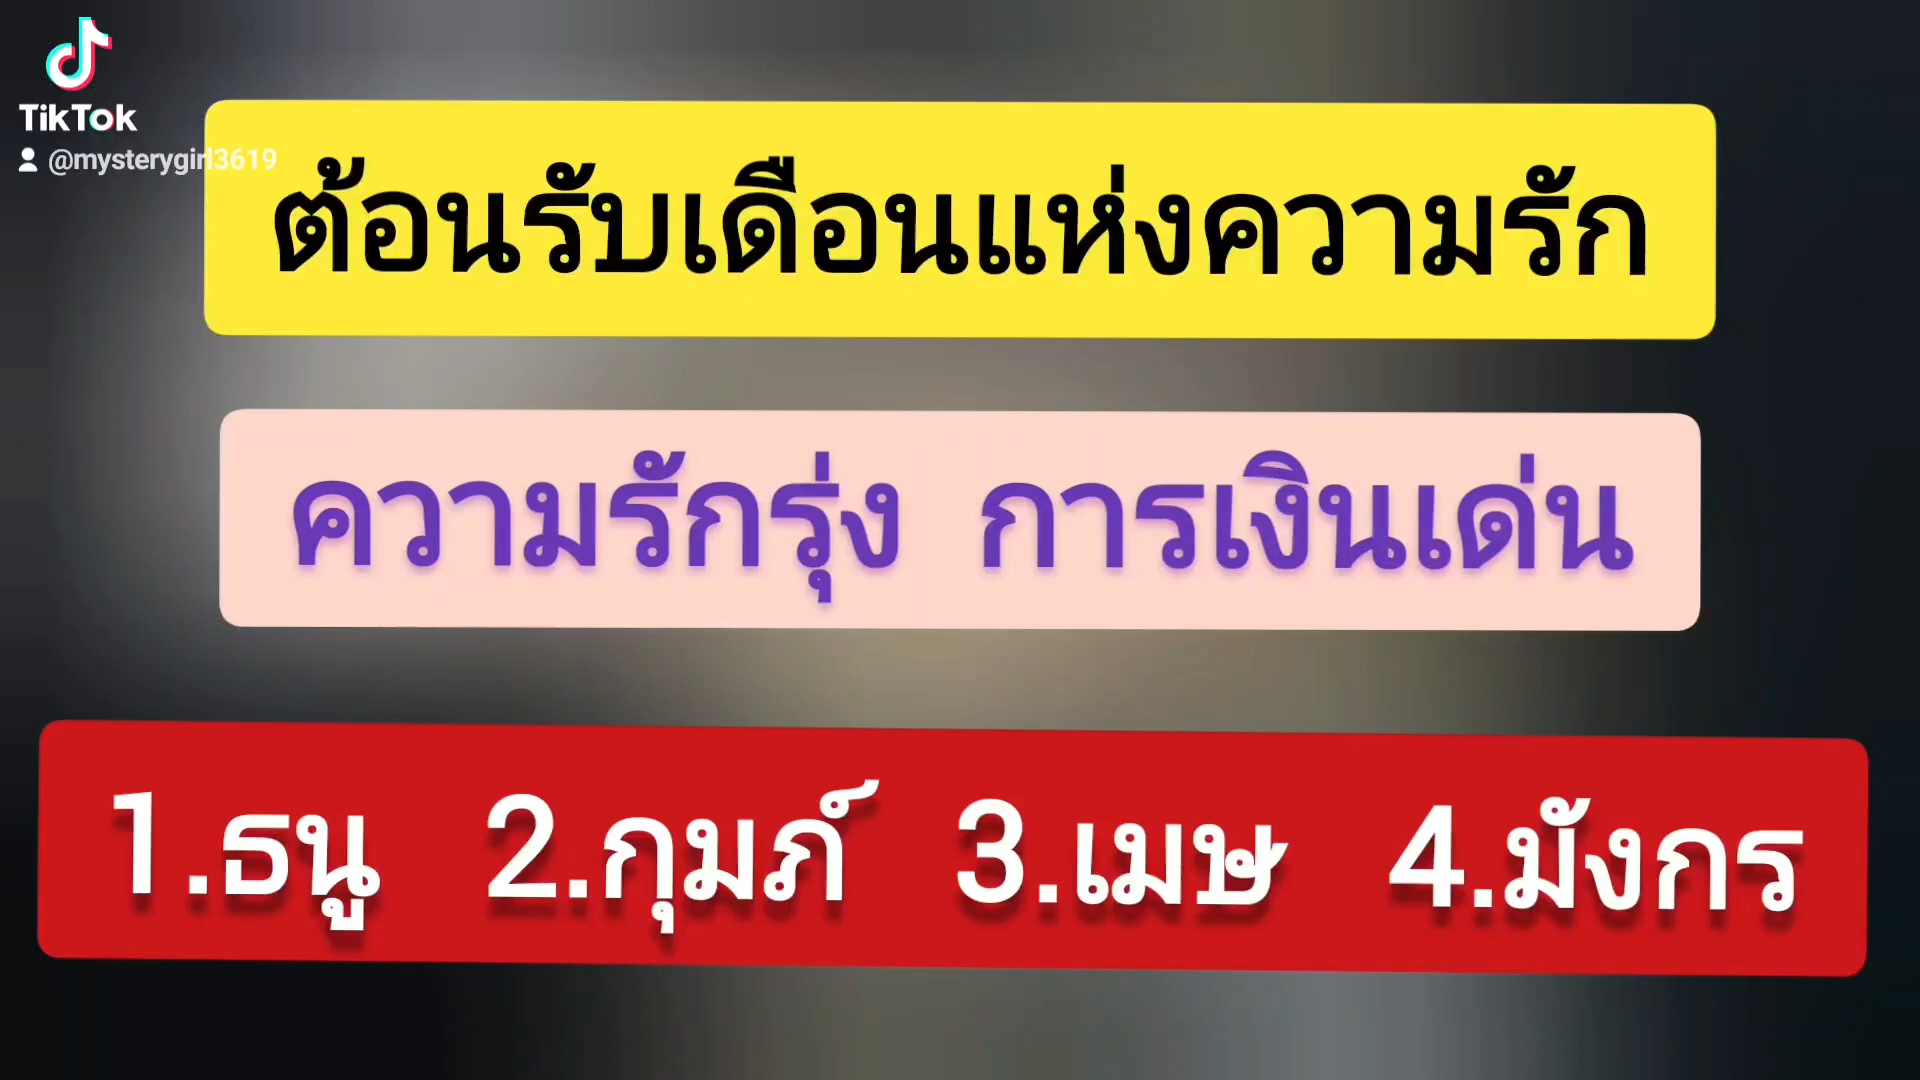 TikTok
@mysterygirl3619
ต้อนรับเดือนแห่งความรัก
ความรักรุ่ง การเงินเด่น
1.ธนู 2.กุมภ์ 3.เมษ 4.มังกร